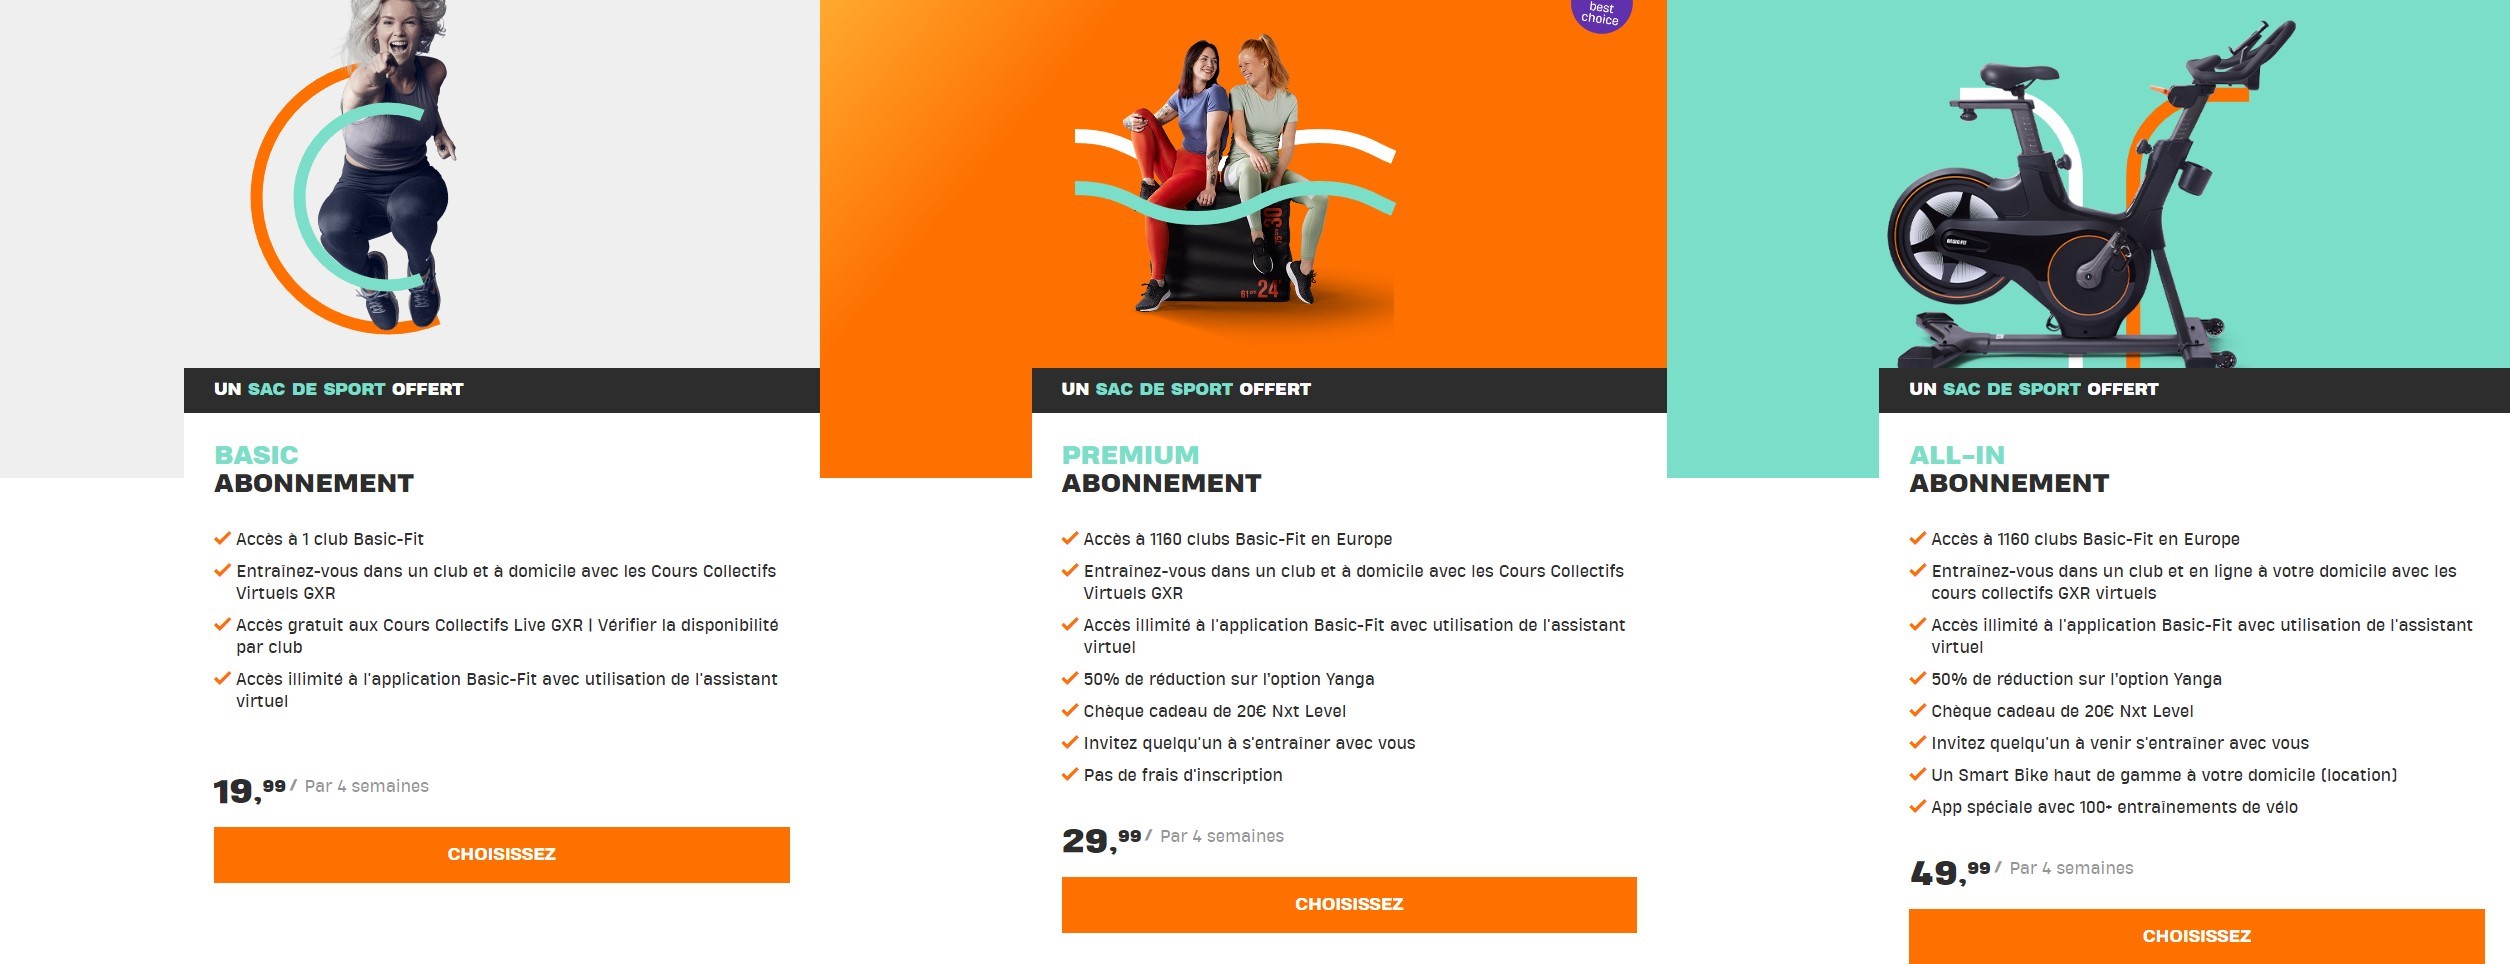 best
choice
BASIC-FIT
30
75cm
61cm 24"
UN SAC DE SPORT OFFERT
BASIC
ABONNEMENT
Accès à 1 club Basic-Fit
Entraînez-vous dans un club et à domicile avec les Cours Collectifs
Virtuels GXR
Accès gratuit aux Cours Collectifs Live GXR | Vérifier la disponibilité
par club
Accès illimité à l'application Basic-Fit avec utilisation de l'assistant
virtuel
19,99 / Par 4 semaines
CHOISISSEZ
UN SAC DE SPORT OFFERT
PREMIUM
ABONNEMENT
Accès à 1160 clubs Basic-Fit en Europe
Entraînez-vous dans un club et à domicile avec les Cours Collectifs
Virtuels GXR
Accès illimité à l'application Basic-Fit avec utilisation de l'assistant
virtuel
50% de réduction sur l'option Yanga
Chèque cadeau de 20€ Nxt Level
Invitez quelqu'un à s'entraîner avec vous
Pas de frais d'inscription
29,99 / Par 4 semaines
CHOISISSEZ
UN SAC DE SPORT OFFERT
ALL-IN
ABONNEMENT
Accès à 1160 clubs Basic-Fit en Europe
Entraînez-vous dans un club et en ligne à votre domicile avec les
cours collectifs GXR virtuels
Accès illimité à l'application Basic-Fit avec utilisation de l'assistant
virtuel
50% de réduction sur l'option Yanga
Chèque cadeau de 20€ Nxt Level
Invitez quelqu'un à venir s'entraîner avec vous
Un Smart Bike haut de gamme à votre domicile (location)
App spéciale avec 100+ entraînements de vélo
49,99 / Par 4 semaines
CHOISISSEZ